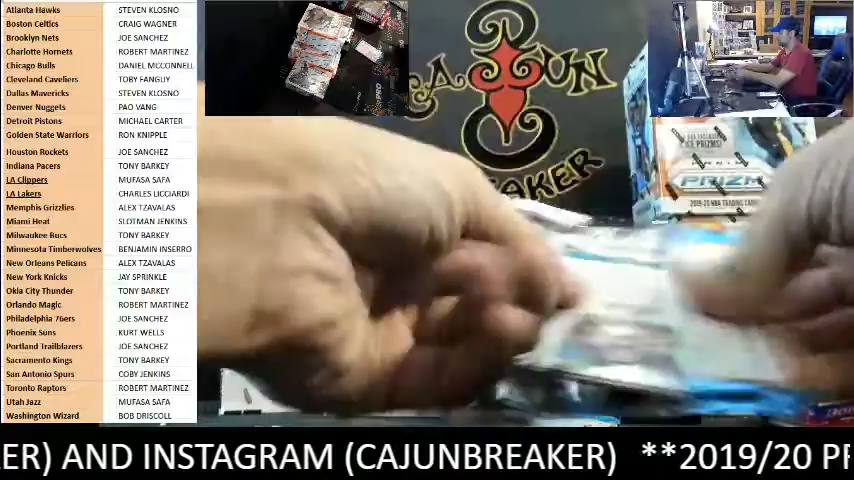 Atlanta Hawks STEVEN KLOSNO
Boston Celtics CRAIG WAGNER
Brooklyn Nets JOE SANCHEZ
Charlotte Hornets ROBERT MARTINEZ
Chicago Bulls DANIEL MCCONNELL
Cleveland Cavaliers TOBY FANGUY
Dallas Mavericks STEVEN KLOSNO
Denver Nuggets PAO VANG
Detroit Pistons MICHAEL CARTER
Golden State Warriors RON KNIPPLE
Houston Rockets JOE SANCHEZ
Indiana Pacers TONY BARKEY
LA Clippers MUFASA SAFA
LA Lakers CHARLES LICCIARDI
Memphis Grizzlies ALEX TZAVALAS
Miami Heat SLOTMAN JENKINS
Milwaukee Bucs TONY BARKEY
Minnesota Timberwolves BENJAMIN INSERRO
New Orleans Pelicans ALEX TZAVALAS
New York Knicks JAY SPRINKLE
Okla City Thunder TONY BARKEY
Orlando Magic ROBERT MARTINEZ
Philadelphia 76ers JOE SANCHEZ
Phoenix Suns KURT WELLS
Portland Trailblazers JOE SANCHEZ
Sacramento Kings TONY BARKEY
San Antonio Spurs COBY JENKINS
Toronto Raptors ROBERT MARTINEZ
Utah Jazz MUFASA SAFA
Washington Wizard BOB DRISCOLL
CAJUN
BREAKER
PANINI
PRIZM
2019-20 NBA TRADING CARDS
ER) AND INSTAGRAM (CAJUNBREAKER) **2019/20 PR